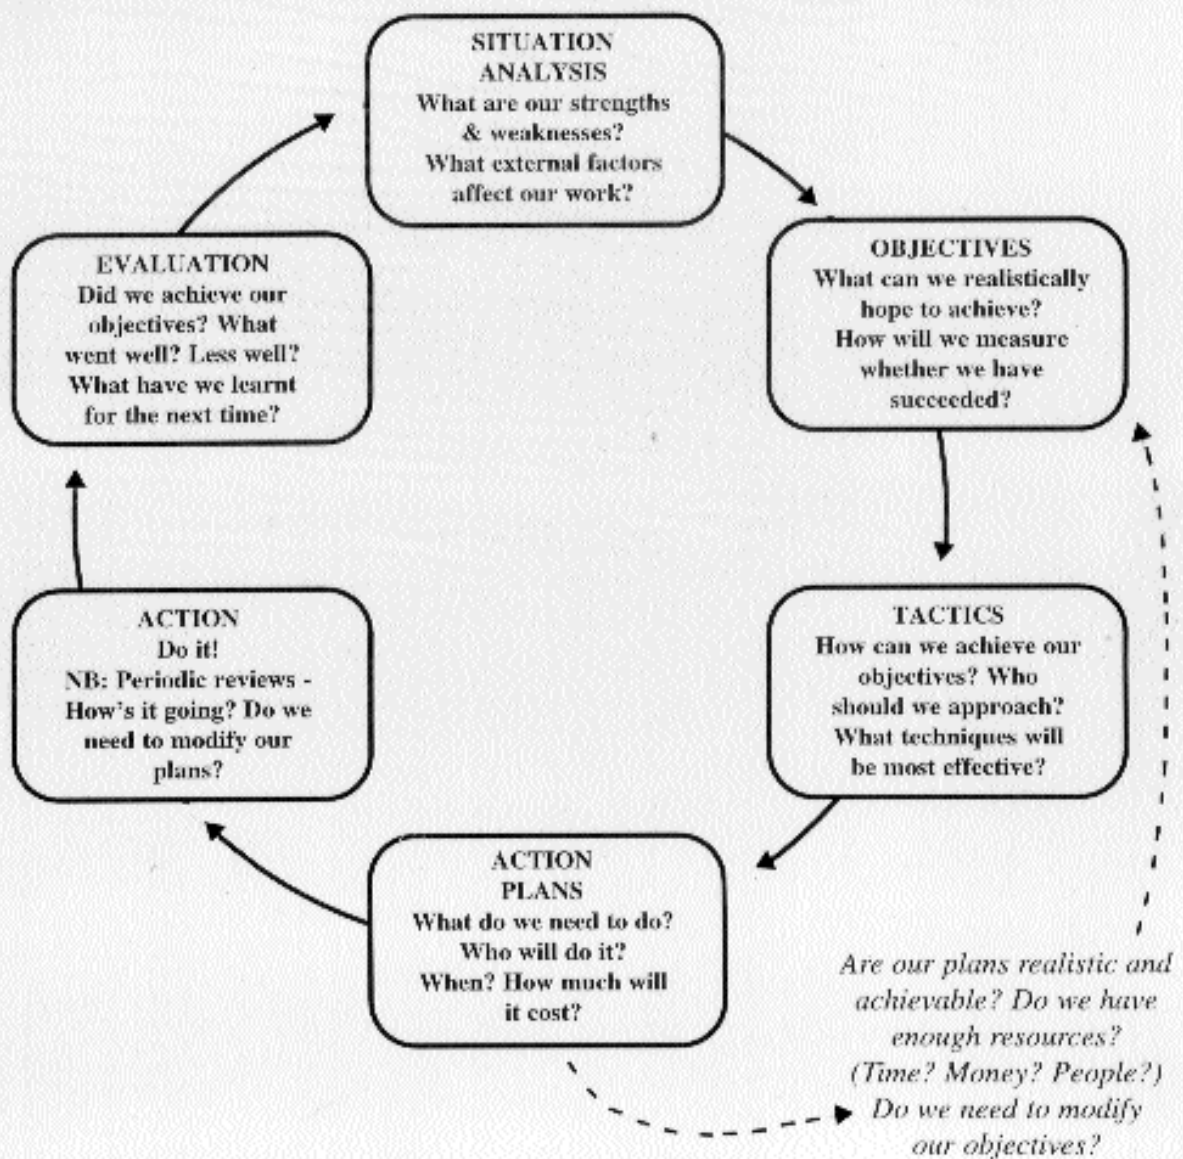 SITUATION
ANALYSIS
What are our strengths
& weaknesses?
What external factors
affect our work?
OBJECTIVES
What can we realistically
hope to achieve?
How will we measure
whether we have
succeeded?
TACTICS
How can we achieve our
objectives? Who
should we approach?
What techniques will
be most effective?
ACTION
PLANS
What do we need to do?
Who will do it?
When? How much will
it cost?
Are our plans realistic and
achievable? Do we have
enough resources?
(Time? Money? People?)
Do we need to modify
our objectives?
ACTION
Do it!
NB: Periodic reviews -
How's it going? Do we
need to modify our
plans?
EVALUATION
Did we achieve our
objectives? What
went well? Less well?
What have we learnt
for the next time?